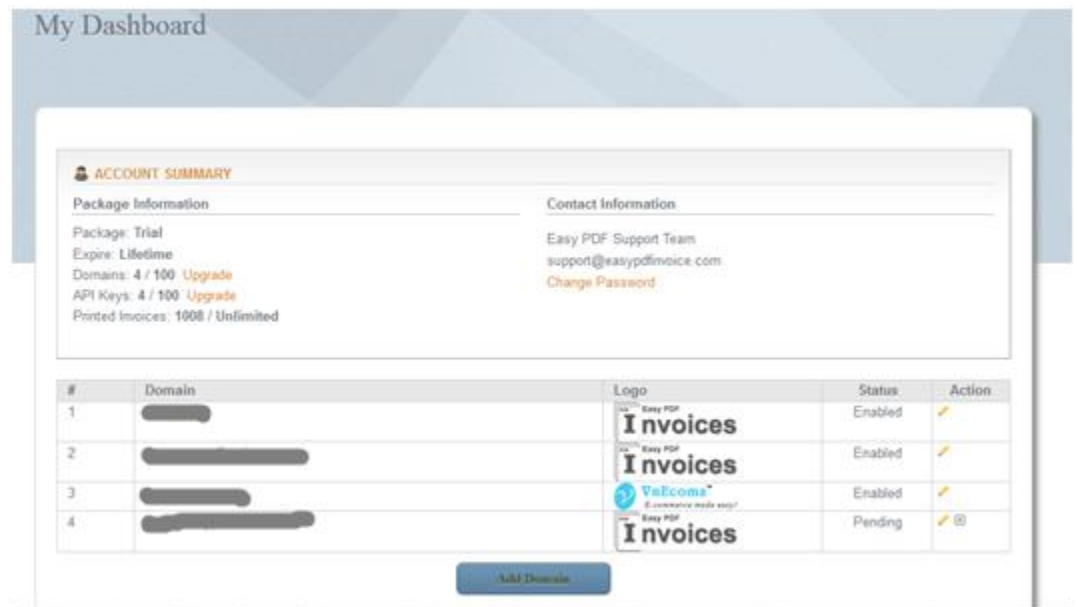 My Dashboard
ACCOUNT SUMMARY
Package Information
Package: Trial
Expire: Lifetime
Domains: 4 / 100 Upgrade
API Keys: 4 / 100 Upgrade
Printed Invoices: 1008 / Unlimited
Contact Information
Easy PDF Support Team
support@easypdfinvoice.com
Change Password
# Domain Logo Status Action
1 Easy PDF Invoices Enabled
2 Easy PDF Invoices Enabled
3 VnEcoms E-commerce made easy! Enabled
4 Easy PDF Invoices Pending
Add Domain